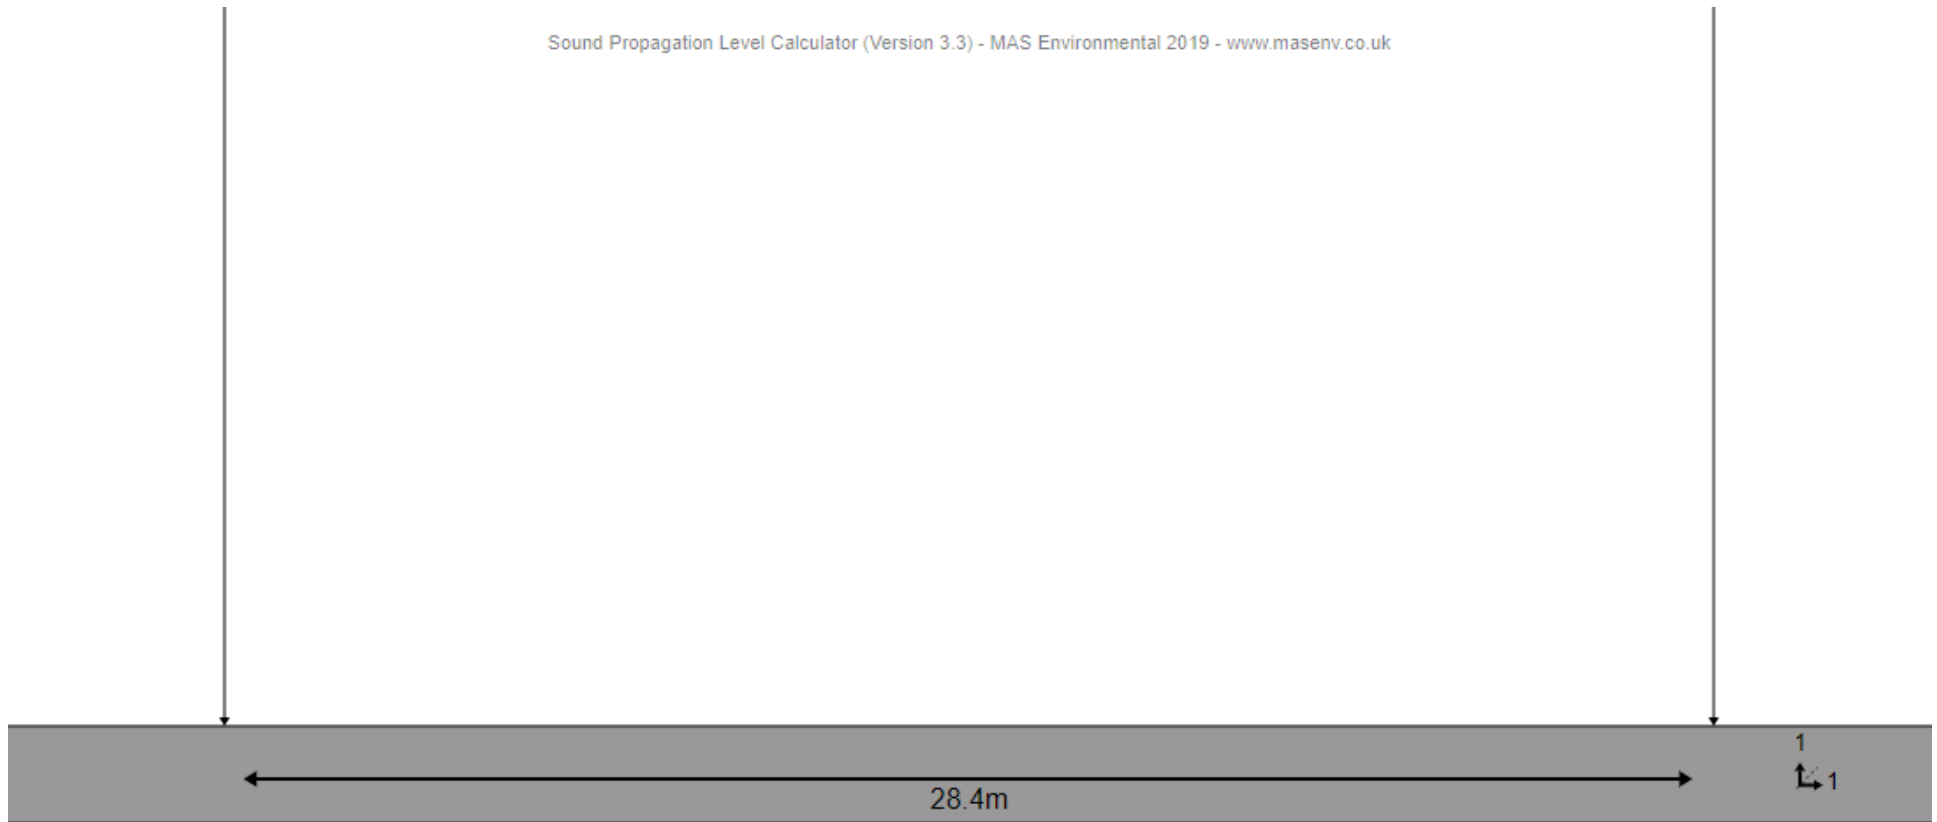 Sound Propagation Level Calculator (Version 3.3) - MAS Environmental 2019 - www.masenv.co.uk
1
1
28.4m